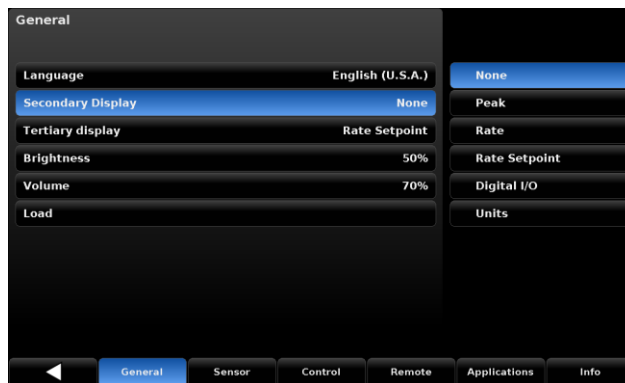 General
Language English (U.S.A.)
Secondary Display None
Tertiary display Rate Setpoint
Brightness 50%
Volume 70%
Load
None
Peak
Rate
Rate Setpoint
Digital I/O
Units
General Sensor Control Remote Applications Info